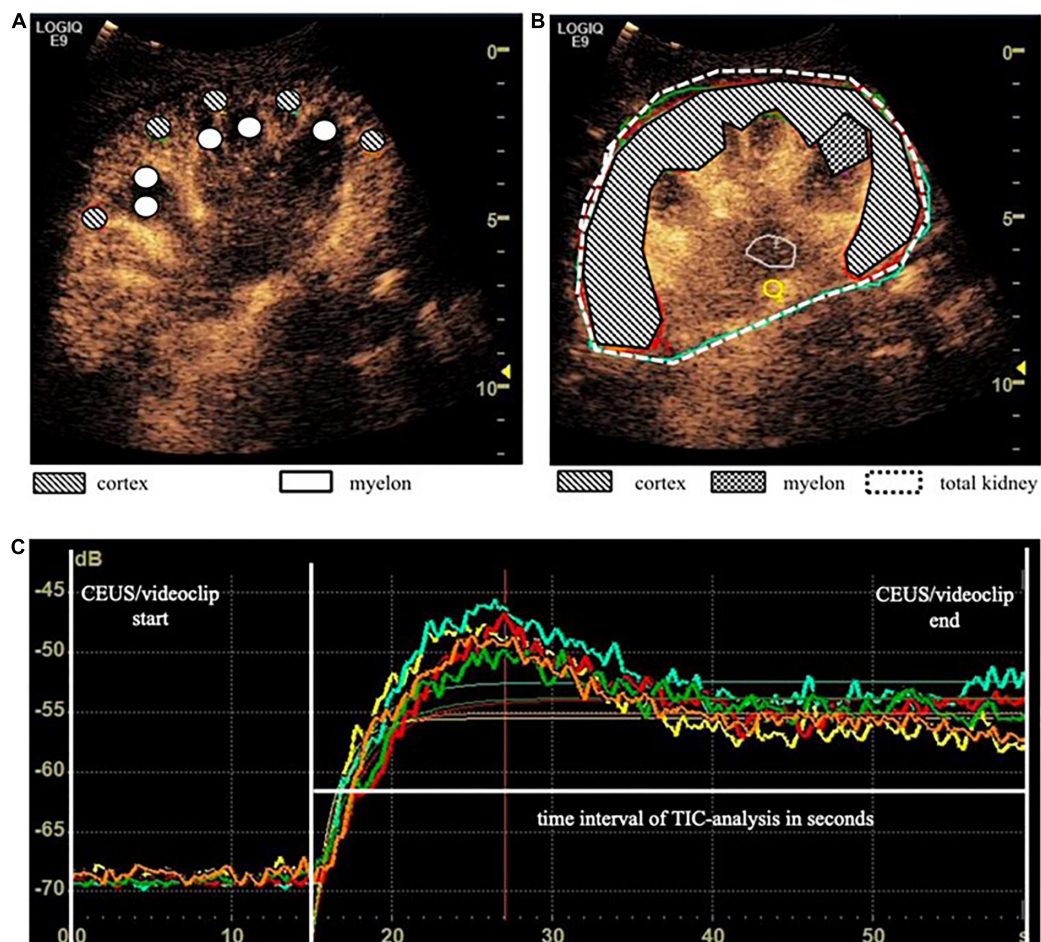 A
LOGIQ
E9
0
5
10
cortex
myelon
B
LOGIQ
E9
0
5
10
cortex
myelon
total kidney
C
dB
-45
CEUS/videoclip
start
CEUS/videoclip
end
-50
-55
-60
time interval of TIC-analysis in seconds
-65
-70
0.0
10
20
30
40
50